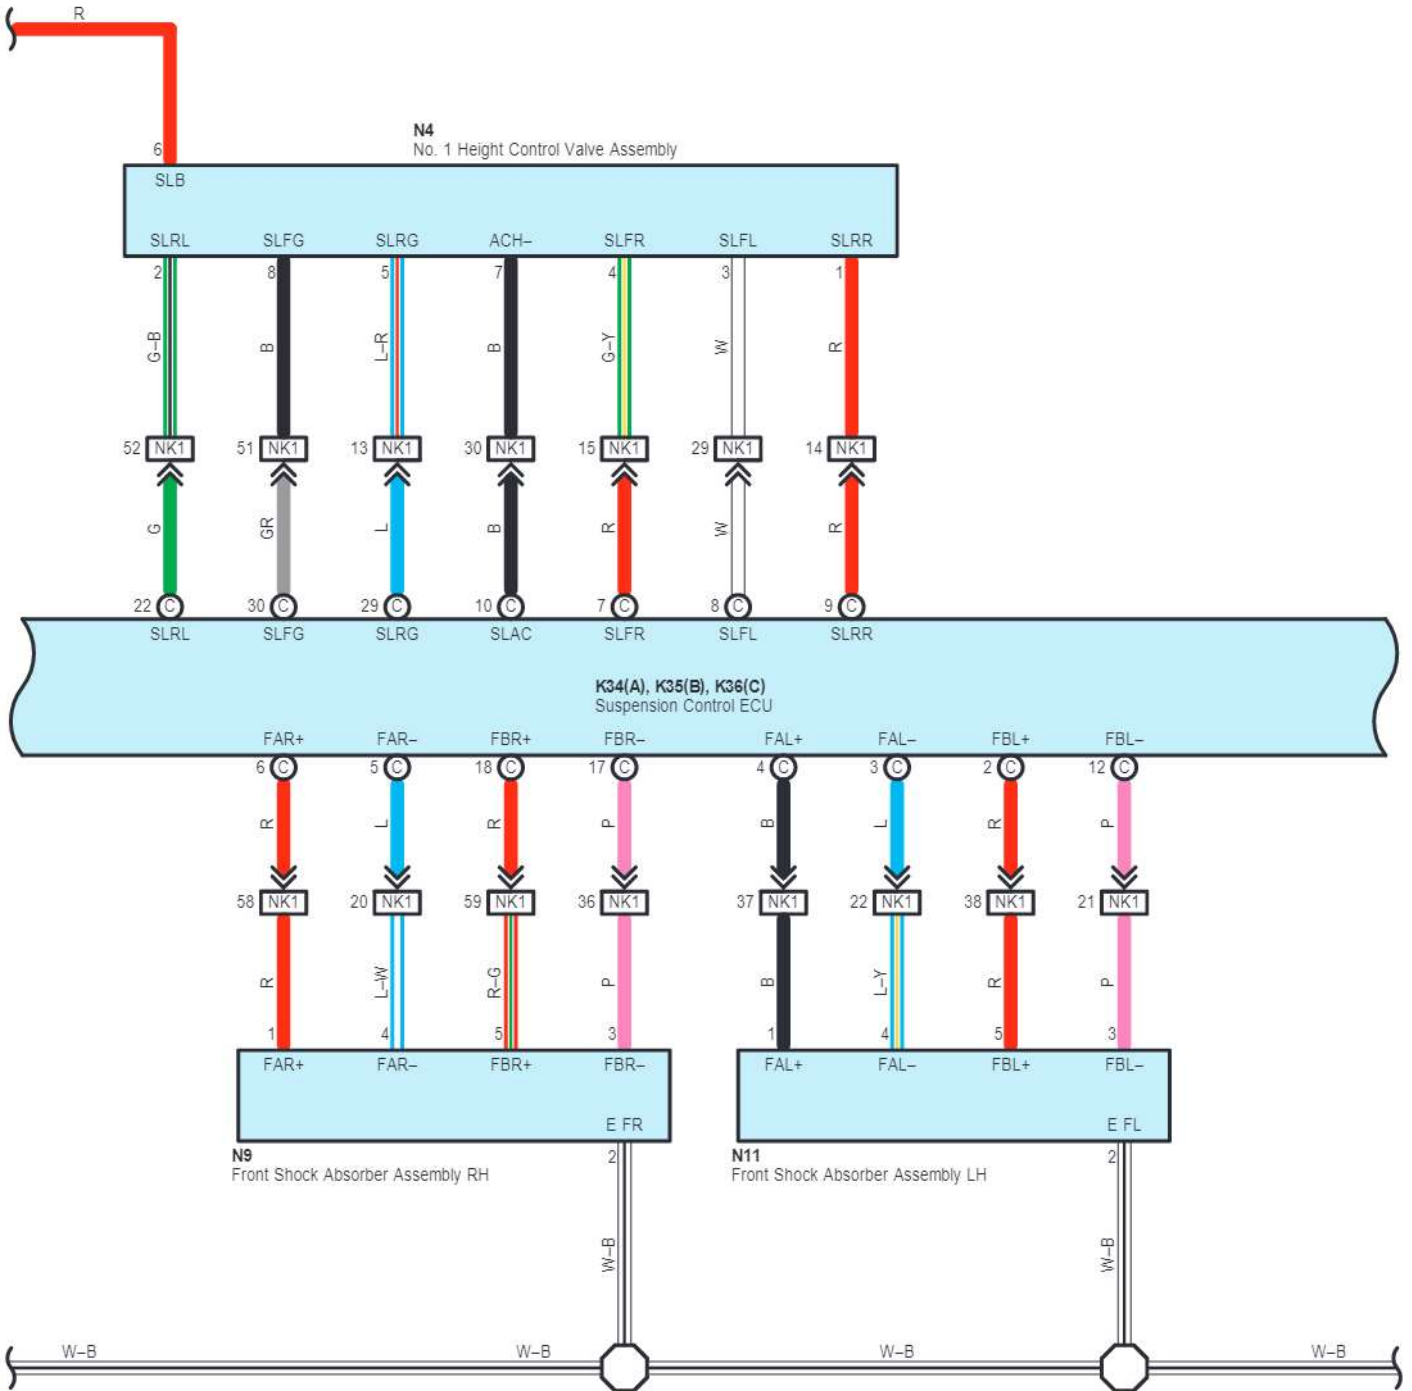 R
N4
No. 1 Height Control Valve Assembly
6
SLB
SLRL SLFG SLRG ACH– SLFR SLFL SLRR
2 8 5 7 4 3 1
G–B B L–R B G–Y W R
52 NK1 51 NK1 13 NK1 30 NK1 15 NK1 29 NK1 14 NK1
G GR L B R W R
22 C 30 C 29 C 10 C 7 C 8 C 9 C
SLRL SLFG SLRG SLAC SLFR SLFL SLRR
K34(A), K35(B), K36(C)
Suspension Control ECU
FAR+ FAR– FBR+ FBR– FAL+ FAL– FBL+ FBL–
6 C 5 C 18 C 17 C 4 C 3 C 2 C 12 C
R L R P B L R P
58 NK1 20 NK1 59 NK1 36 NK1 37 NK1 22 NK1 38 NK1 21 NK1
R L–W R–G P B L–Y R P
1 4 5 3 1 4 5 3
FAR+ FAR– FBR+ FBR– FAL+ FAL– FBL+ FBL–
E FR E FL
N9 2 N11 2
Front Shock Absorber Assembly RH Front Shock Absorber Assembly LH
W–B W–B
W–B W–B W–B W–B